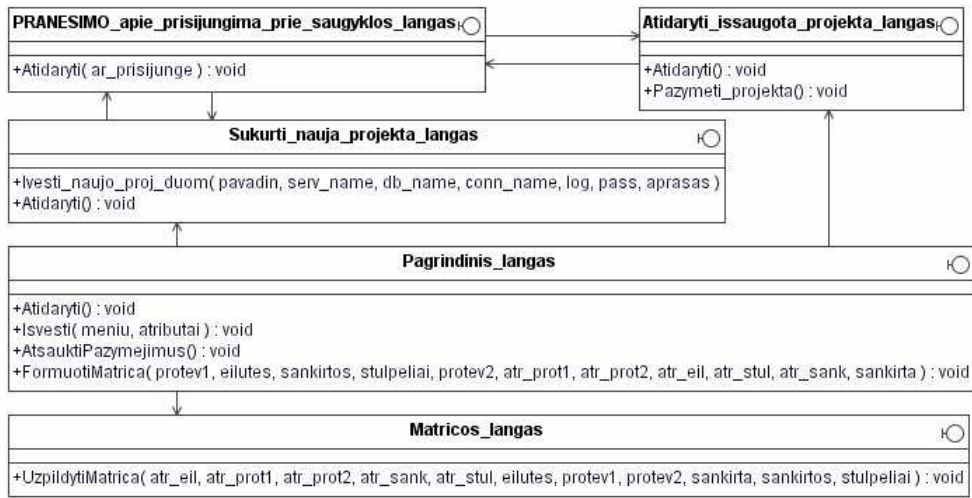 PRANESIMO_apie_prisijungima_prie_saugyklos_langas
+Atidaryti( ar_prisijunge ) : void
Atidaryti_issaugota_projekta_langas
+Atidaryti() : void
+Pazymeti_projekta() : void
Sukurti_nauja_projekta_langas
+Ivesti_naujo_proj_duom( pavadin, serv_name, db_name, conn_name, log, pass, aprasas )
+Atidaryti() : void
Pagrindinis_langas
+Atidaryti() : void
+Isvesti( meniu, atributai ) : void
+AtsauktiPazymejimus() : void
+FormuotiMatrica( protev1, eilutes, sankirtos, stulpeliai, protev2, atr_prot1, atr_prot2, atr_eil, atr_stul, atr_sank, sankirta ) : void
Matricos_langas
+UzpildytiMatrica( atr_eil, atr_prot1, atr_prot2, atr_sank, atr_stul, eilutes, protev1, protev2, sankirta, sankirtos, stulpeliai ) : void